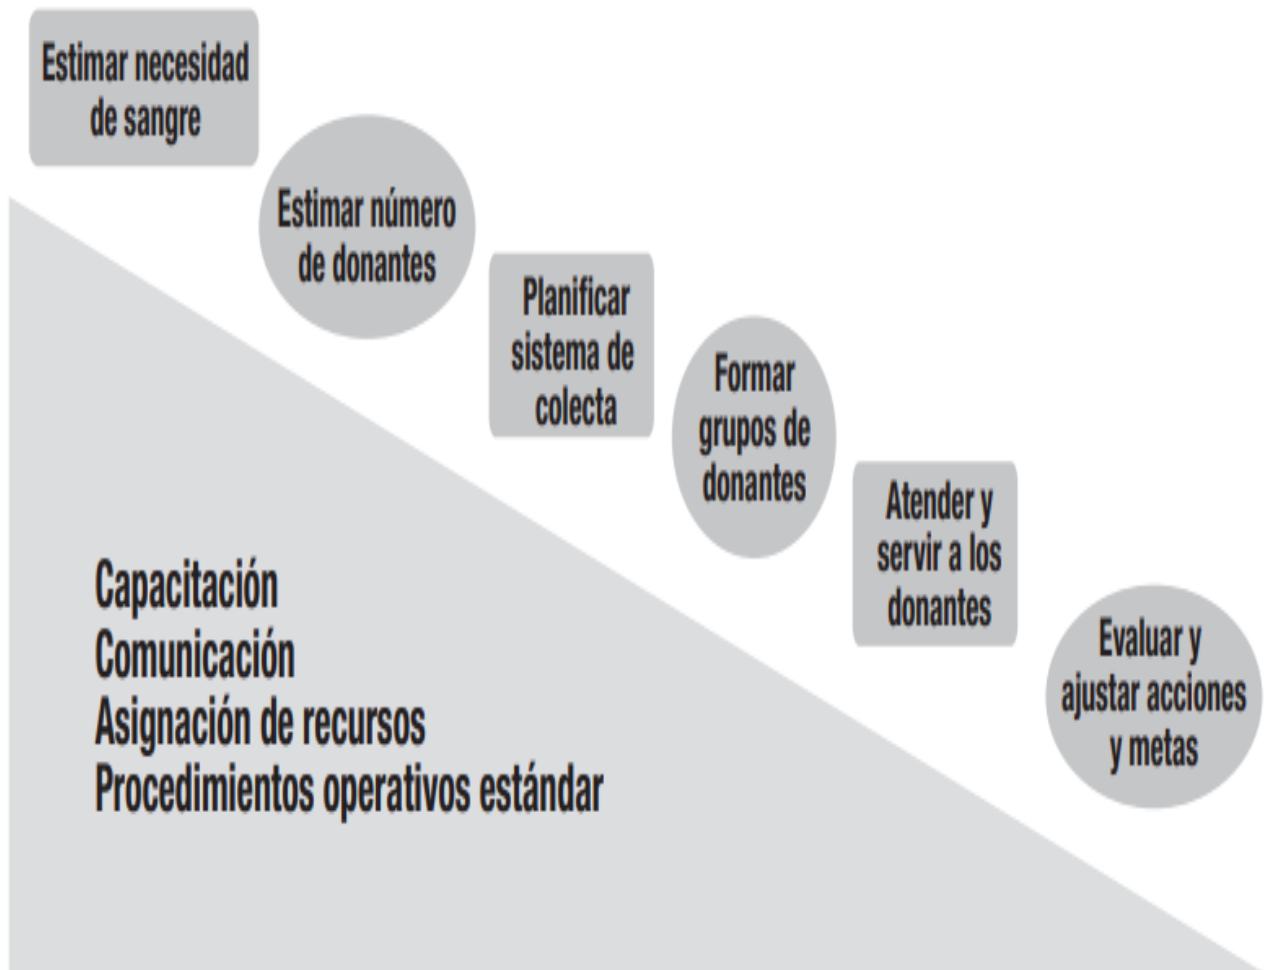 Estimar necesidad
de sangre
Estimar número
de donantes
Planificar
sistema de
colecta
Formar
grupos de
donantes
Atender y
servir a los
donantes
Evaluar y
ajustar acciones
y metas
Capacitación
Comunicación
Asignación de recursos
Procedimientos operativos estándar